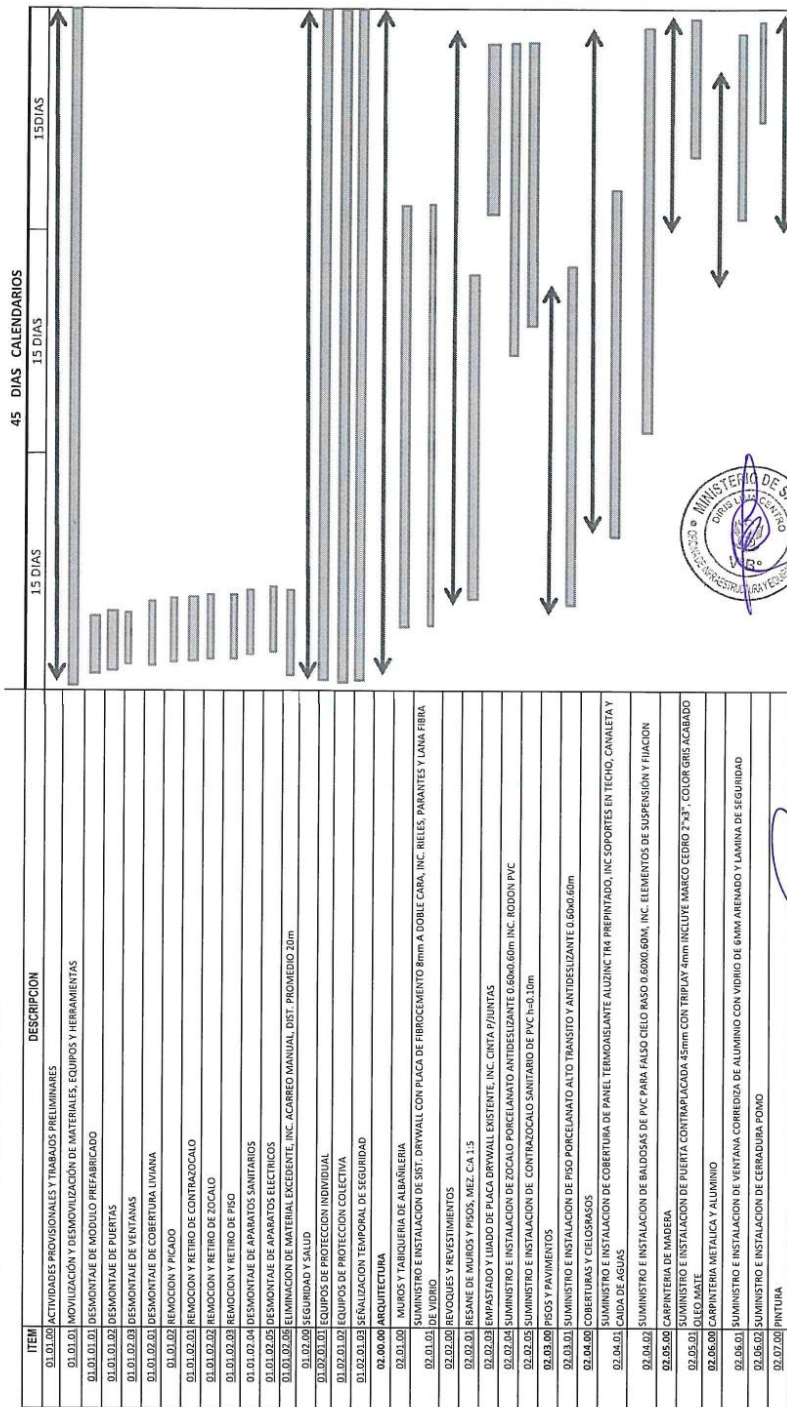 45 DIAS CALENDARIOS
ITEM DESCRIPCION 15 DIAS 15 DIAS 15DIAS
01.01.00 ACTIVIDADES PROVISIONALES Y TRABAJOS PRELIMINARES
01.01.01 MOVILIZACIÓN Y DESMOVILIZACIÓN DE MATERIALES, EQUIPOS Y HERRAMIENTAS
01.01.01.01 DESMONTAJE DE MODULO PREFABRICADO
01.01.01.02 DESMONTAJE DE PUERTAS
01.01.02.03 DESMONTAJE DE VENTANAS
01.01.02.01 DESMONTAJE DE COBERTURA LIVIANA
01.01.02 REMOCION Y PICADO
01.01.02.01 REMOCION Y RETIRO DE CONTRAZOCALO
01.01.02.02 REMOCION Y RETIRO DE ZOCALO
01.01.02.03 REMOCION Y RETIRO DE PISO
01.01.02.04 DESMONTAJE DE APARATOS SANITARIOS
01.01.02.05 DESMONTAJE DE APARATOS ELECTRICOS
01.01.02.06 ELIMINACION DE MATERIAL EXCEDENTE, INC. ACARREO MANUAL, DIST. PROMEDIO 20m
01.02.00 SEGURIDAD Y SALUD
01.02.01.01 EQUIPOS DE PROTECCION INDIVIDUAL
01.02.01.02 EQUIPOS DE PROTECCION COLECTIVA
01.02.01.03 SEÑALIZACION TEMPORAL DE SEGURIDAD
02.00.00 ARQUITECTURA
02.01.00 MUROS Y TABIQUERIA DE ALBAÑILERIA
SUMINISTRO E INSTALACION DE SIST. DRYWALL CON PLACA DE FIBROCEMENTO 8mm A DOBLE CARA, INC. RIELES, PARANTES Y LANA FIBRA
02.01.01 DE VIDRIO
02.02.00 REVOQUES Y REVESTIMIENTOS
02.02.01 RESANE DE MUROS Y PISOS, MEZ. C:A 1:5
02.02.03 EMPASTADO Y LIJADO DE PLACA DRYWALL EXISTENTE, INC. CINTA P/JUNTAS
02.02.04 SUMINISTRO E INSTALACION DE ZOCALO PORCELANATO ANTIDESLIZANTE 0.60x0.60m INC. RODON PVC
02.02.05 SUMINISTRO E INSTALACION DE CONTRAZOCALO SANITARIO DE PVC h=0.10m
02.03.00 PISOS Y PAVIMENTOS
02.03.01 SUMINISTRO E INSTALACION DE PISO PORCELANATO ALTO TRANSITO Y ANTIDESLIZANTE 0.60x0.60m
02.04.00 COBERTURAS Y CIELOSRASOS
SUMINISTRO E INSTALACION DE COBERTURA DE PANEL TERMOAISLANTE ALUZINC TR4 PREPINTADO, INC SOPORTES EN TECHO, CANALETA Y
02.04.01 CAIDA DE AGUAS
02.04.02 SUMINISTRO E INSTALACION DE BALDOSAS DE PVC PARA FALSO CIELO RASO 0.60X0.60M, INC. ELEMENTOS DE SUSPENSIÓN Y FIJACION
02.05.00 CARPINTERIA DE MADERA
SUMINISTRO E INSTALACION DE PUERTA CONTRAPLACADA 45mm CON TRIPLAY 4mm INCLUYE MARCO CEDRO 2"x3", COLOR GRIS ACABADO
02.05.01 OLEO MATE
02.06.00 CARPINTERIA METALICA Y ALUMINIO
02.06.01 SUMINISTRO E INSTALACION DE VENTANA CORREDIZA DE ALUMINIO CON VIDRIO DE 6MM ARENADO Y LAMINA DE SEGURIDAD
02.06.02 SUMINISTRO E INSTALACION DE CERRADURA POMO
02.07.00 PINTURA
MINISTERIO DE SA
DIRIS LIMA CENTRO
V°B°
OFICINA DE INFRAESTRUCTURA Y EQUI